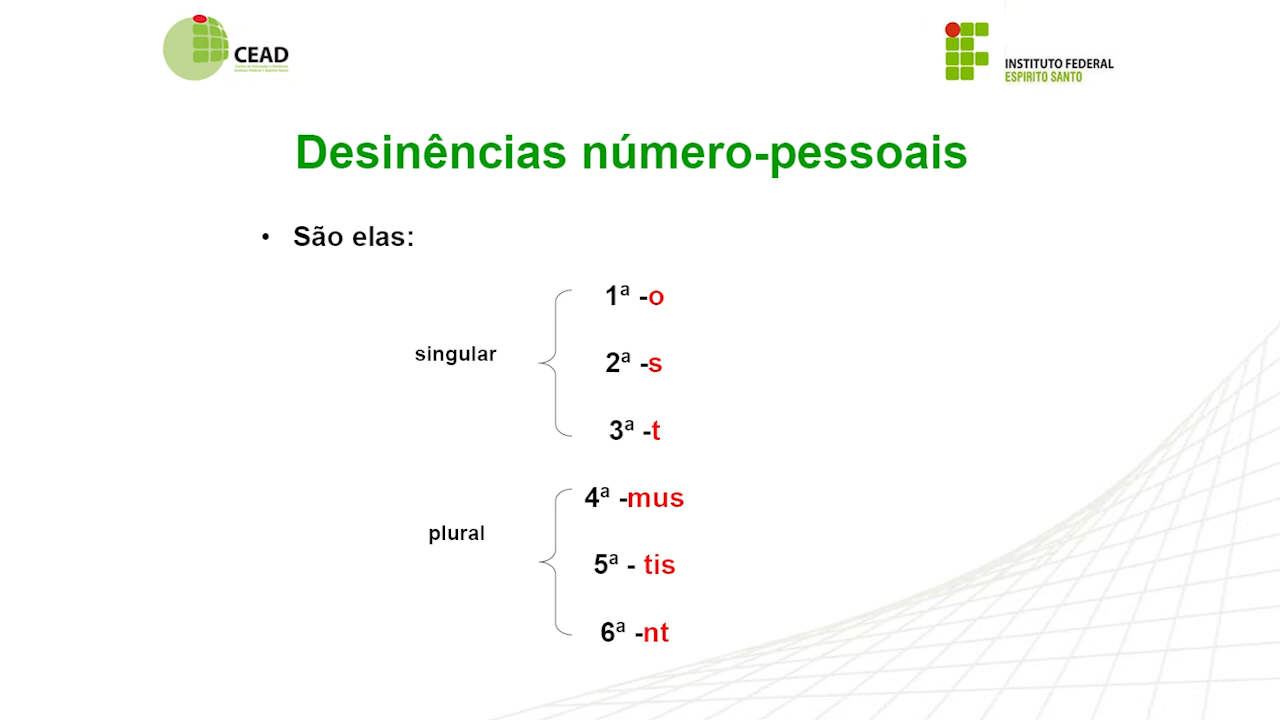 CEAD
INSTITUTO FEDERAL
ESPÍRITO SANTO
Desinências número-pessoais
• São elas:
singular
1ª -o
2ª -s
3ª -t
plural
4ª -mus
5ª - tis
6ª -nt